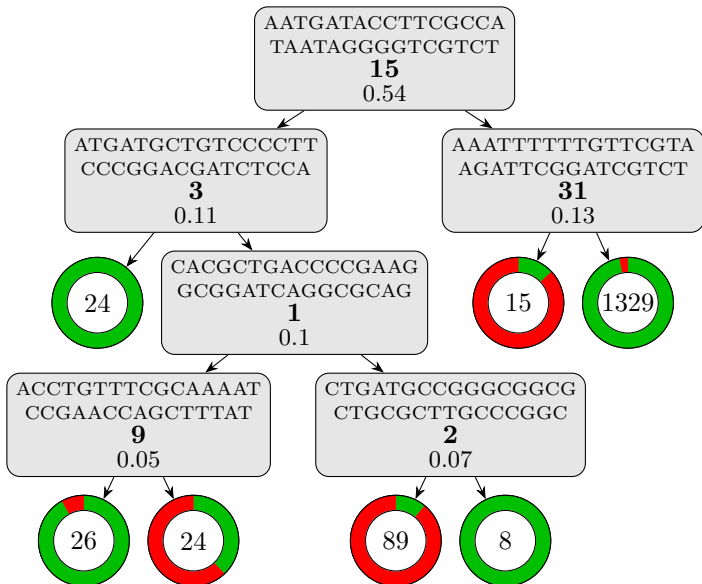 AATGATACCTTCGCCA
TAATAGGGGTCGTCT
15
0.54
ATGATGCTGTCCCCTT
CCCGGACGATCTCCA
3
0.11
AAATTTTTTGTTCGTA
AGATTCGGATCGTCT
31
0.13
24
CACGCTGACCCCGAAG
GCGGATCAGGCGCAG
1
0.1
15
1329
ACCTGTTTCGCAAAAT
CCGAACCAGCTTTAT
9
0.05
CTGATGCCGGGCGGCG
CTGCGCTTGCCCGGC
2
0.07
26
24
89
8